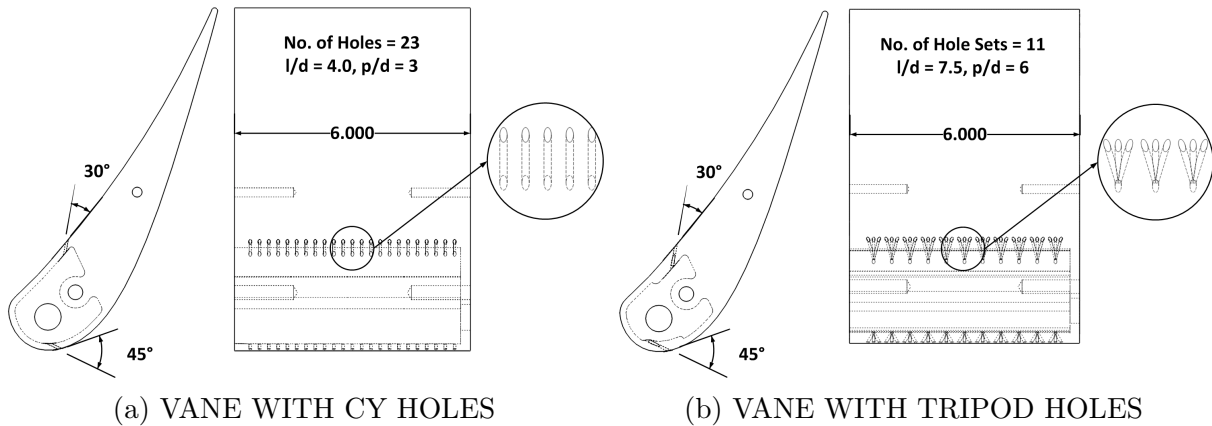 No. of Holes = 23
l/d = 4.0, p/d = 3
6.000
30°
45°
(a) VANE WITH CY HOLES
No. of Hole Sets = 11
l/d = 7.5, p/d = 6
6.000
30°
45°
(b) VANE WITH TRIPOD HOLES